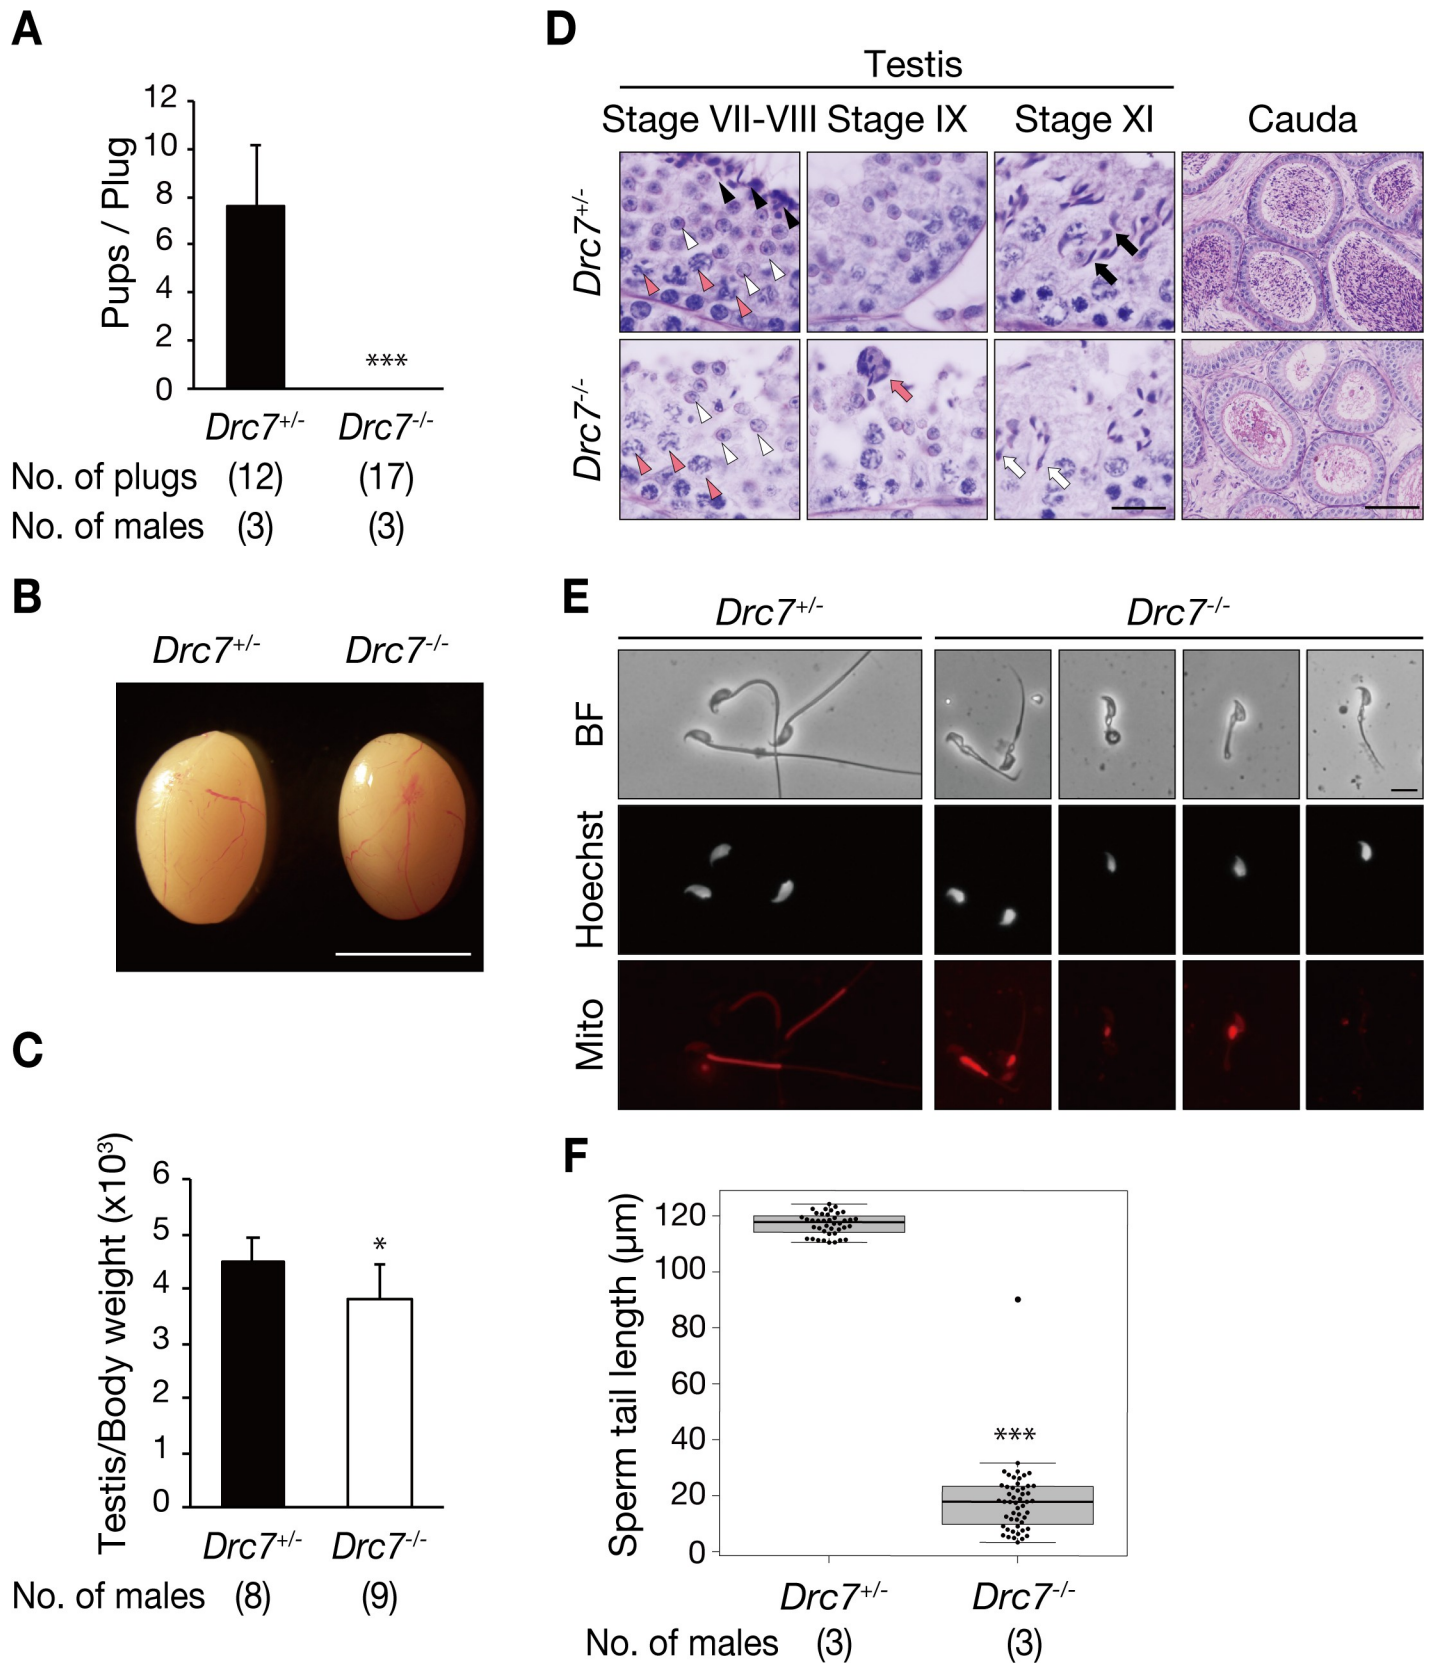 A
12
10
8
6
4
2
0
Pups / Plug
***
Drc7+/- Drc7-/-
No. of plugs (12) (17)
No. of males (3) (3)
B
Drc7+/- Drc7-/-
C
6
5
4
3
2
1
0
Testis/Body weight (x10³)
*
Drc7+/- Drc7-/-
No. of males (8) (9)
D
Testis
Stage VII-VIII Stage IX Stage XI Cauda
Drc7+/-
Drc7-/-
E
Drc7+/- Drc7-/-
BF
Hoechst
Mito
F
120
100
80
60
40
20
0
Sperm tail length (μm)
***
Drc7+/- Drc7-/-
No. of males (3) (3)